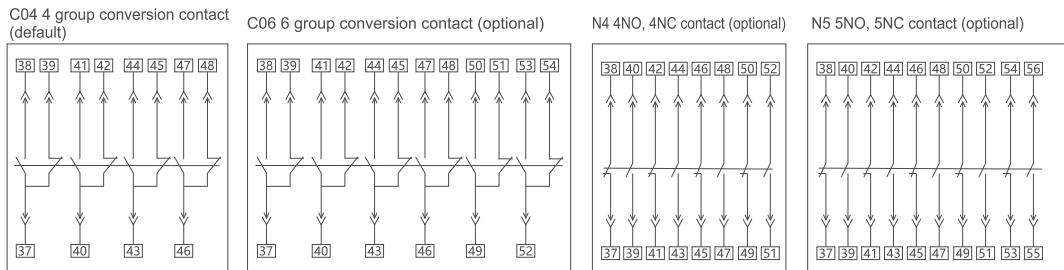 C04 4 group conversion contact
(default)
C06 6 group conversion contact (optional)
N4 4NO, 4NC contact (optional)
N5 5NO, 5NC contact (optional)
38 39 41 42 44 45 47 48
37 40 43 46
38 39 41 42 44 45 47 48 50 51 53 54
37 40 43 46 49 52
38 40 42 44 46 48 50 52
37 39 41 43 45 47 49 51
38 40 42 44 46 48 50 52 54 56
37 39 41 43 45 47 49 51 53 55